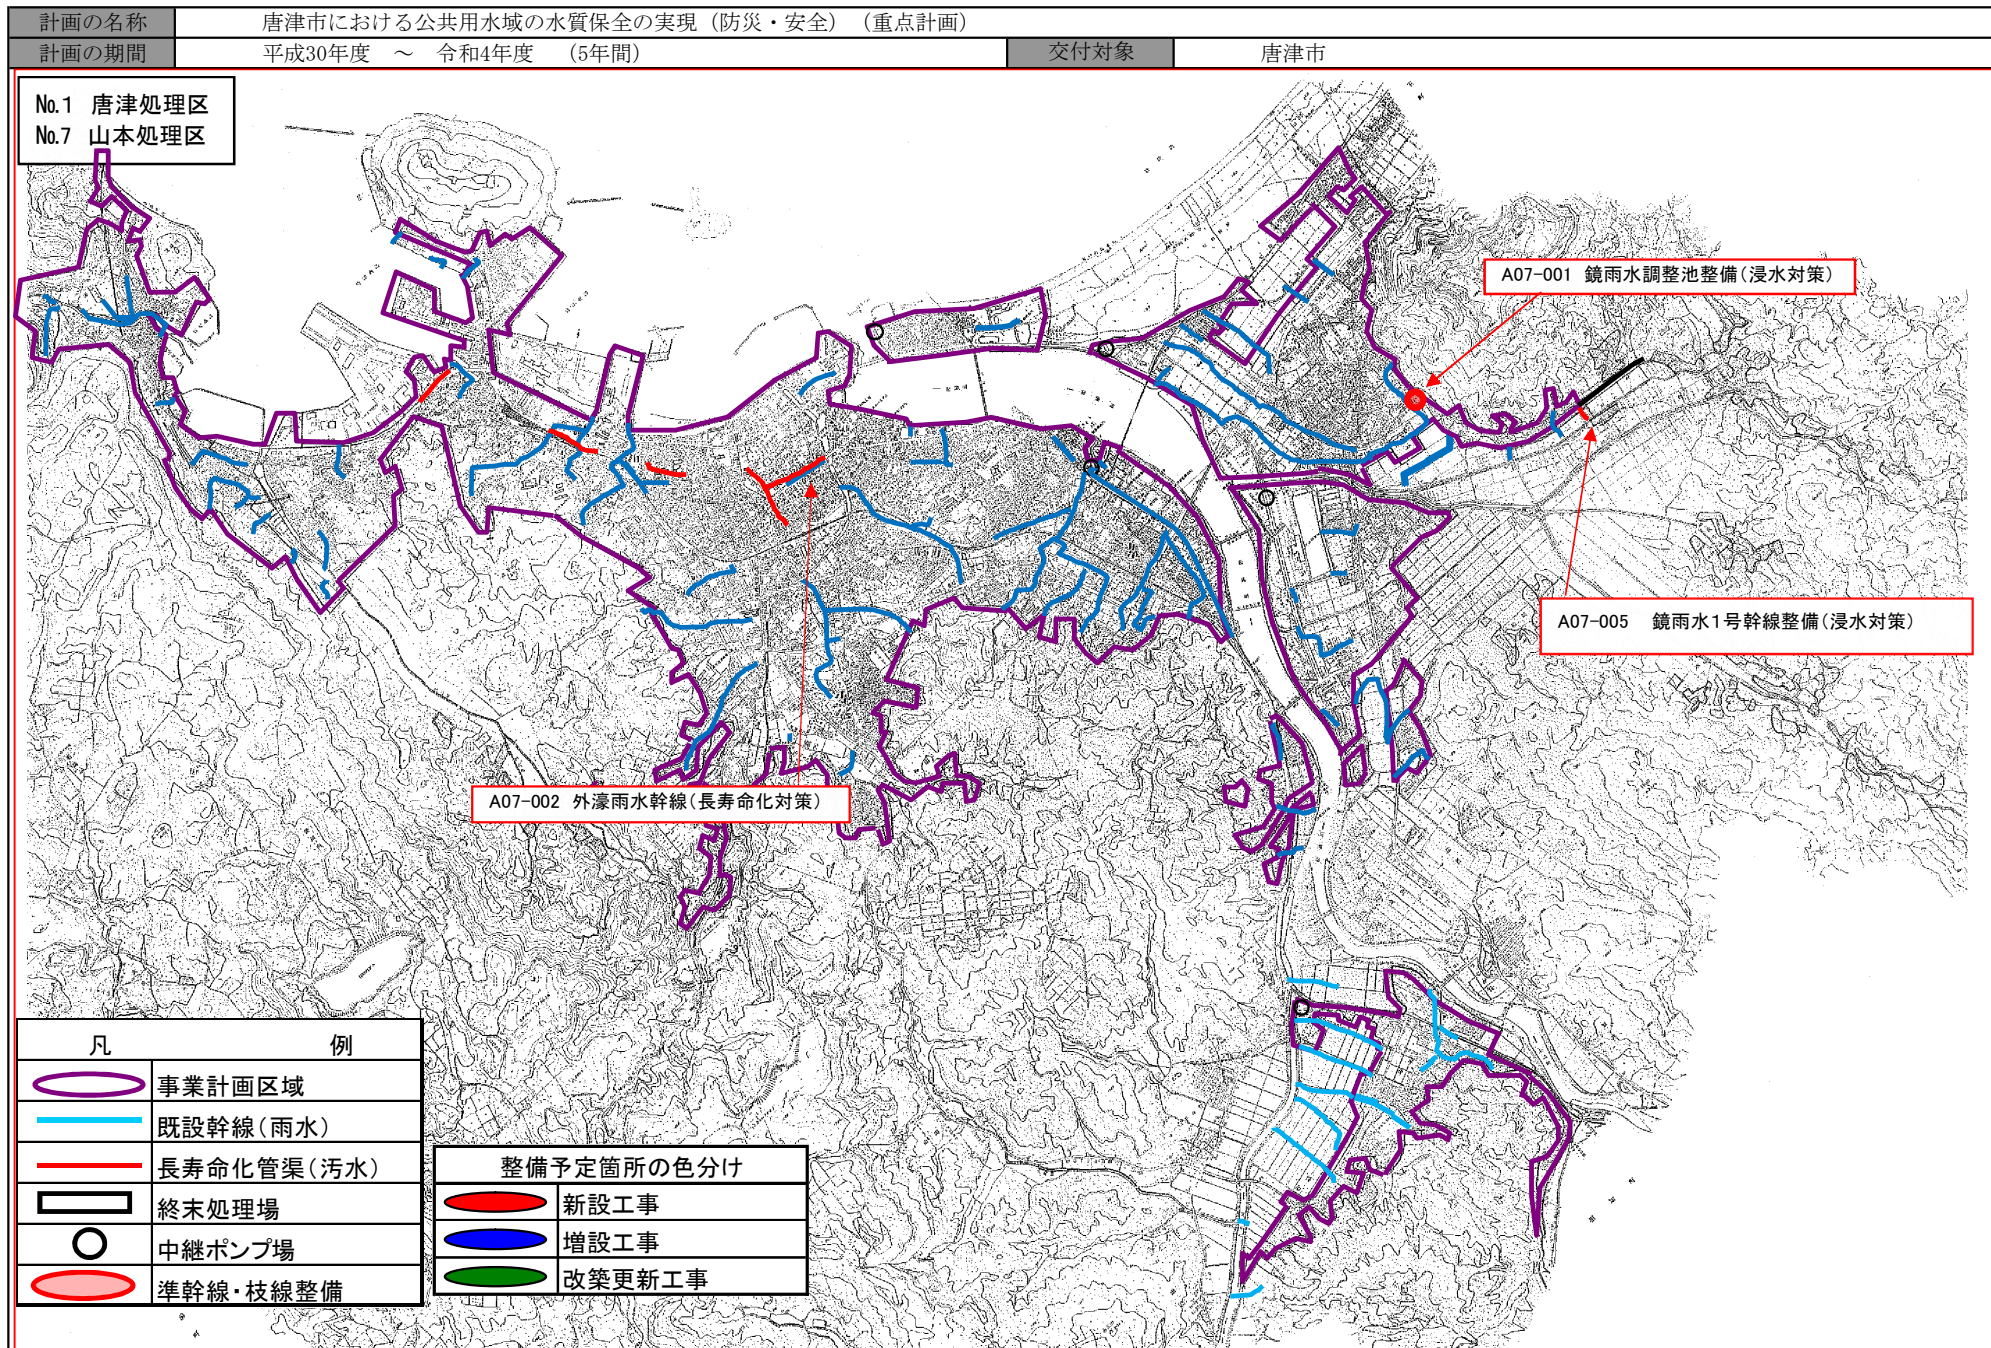 計画の名称 唐津市における公共用水域の水質保全の実現（防災・安全）（重点計画）
計画の期間 平成30年度 ～ 令和4年度 （5年間） 交付対象 唐津市
No.1 唐津処理区
No.7 山本処理区
A07-001 鏡雨水調整池整備（浸水対策）
A07-005 鏡雨水1号幹線整備（浸水対策）
A07-002 外濠雨水幹線（長寿命化対策）
凡 例
事業計画区域
既設幹線（雨水）
長寿命化管渠（汚水）
終末処理場
中継ポンプ場
準幹線・枝線整備
整備予定箇所の色分け
新設工事
増設工事
改築更新工事